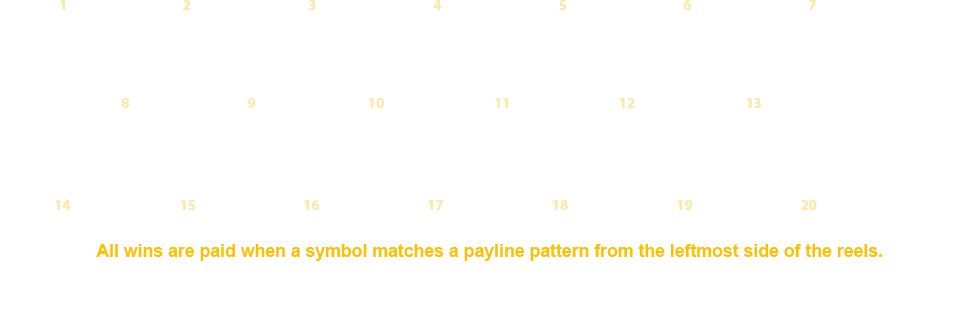 1 2 3 4 5 6 7
8 9 10 11 12 13
14 15 16 17 18 19 20
All wins are paid when a symbol matches a payline pattern from the leftmost side of the reels.